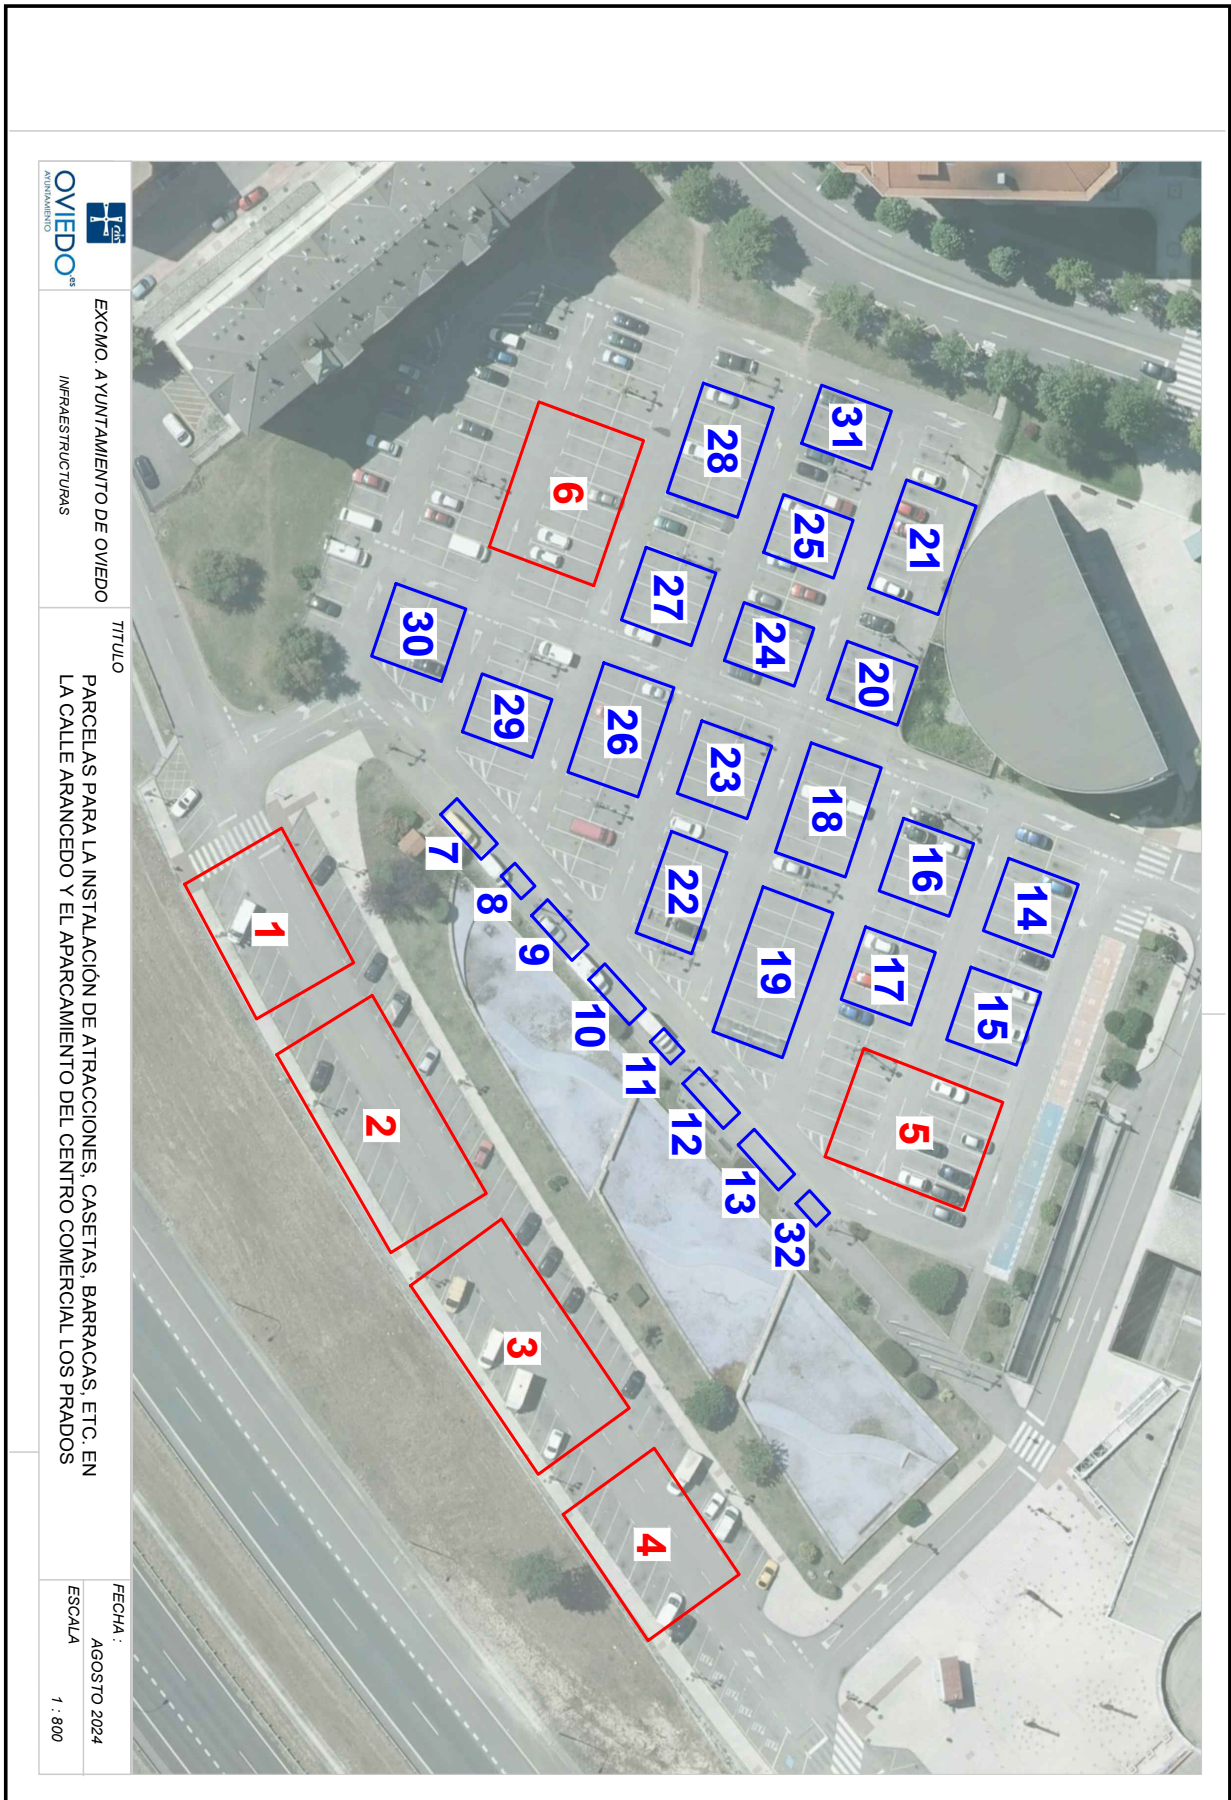 OVIEDO.es
AYUNTAMIENTO
EXCMO. AYUNTAMIENTO DE OVIEDO
INFRAESTRUCTURAS
TITULO
PARCELAS PARA LA INSTALACIÓN DE ATRACCIONES, CASETAS, BARRACAS, ETC. EN
LA CALLE ARANCEDO Y EL APARCAMIENTO DEL CENTRO COMERCIAL LOS PRADOS
FECHA :
AGOSTO 2024
ESCALA
1 : 800
1
2
3
4
5
6
7
8
9
10
11
12
13
14
15
16
17
18
19
20
21
22
23
24
25
26
27
28
29
30
31
32